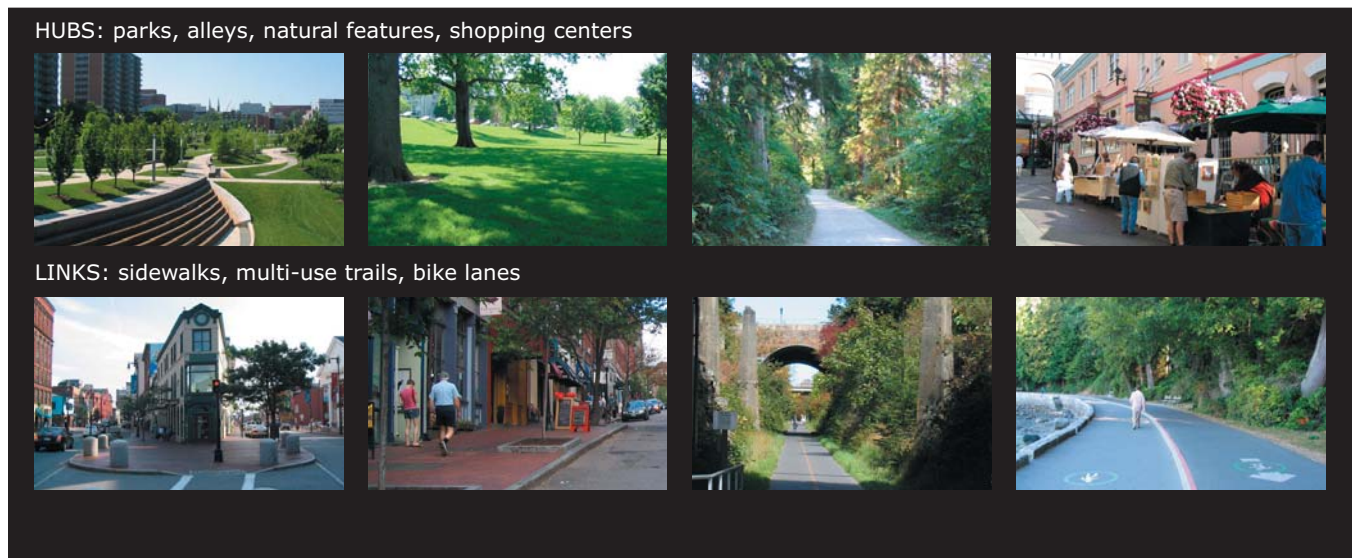 HUBS: parks, alleys, natural features, shopping centers
LINKS: sidewalks, multi-use trails, bike lanes